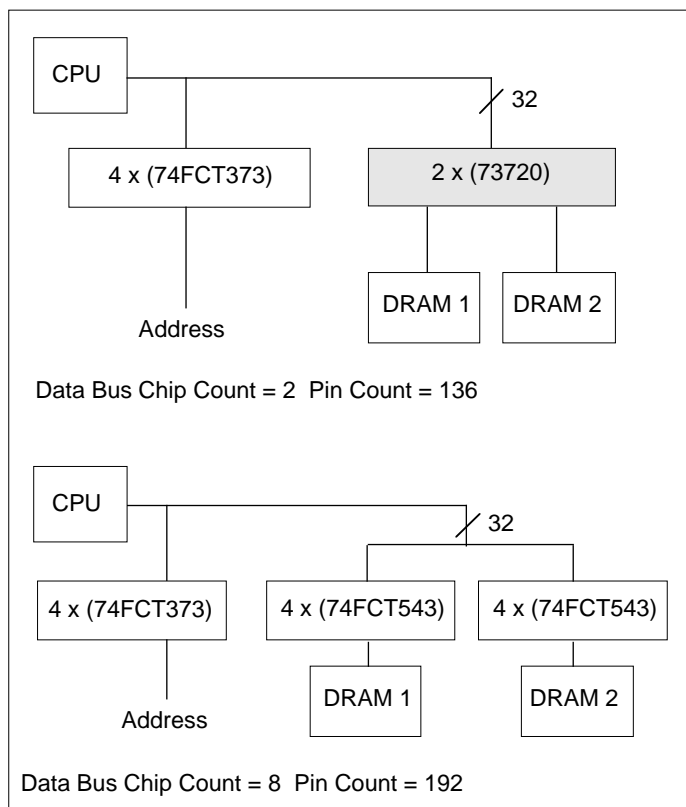 CPU
32
4 x (74FCT373)
2 x (73720)
DRAM 1
DRAM 2
Address
Data Bus Chip Count = 2 Pin Count = 136
CPU
32
4 x (74FCT373)
4 x (74FCT543)
4 x (74FCT543)
DRAM 1
DRAM 2
Address
Data Bus Chip Count = 8 Pin Count = 192